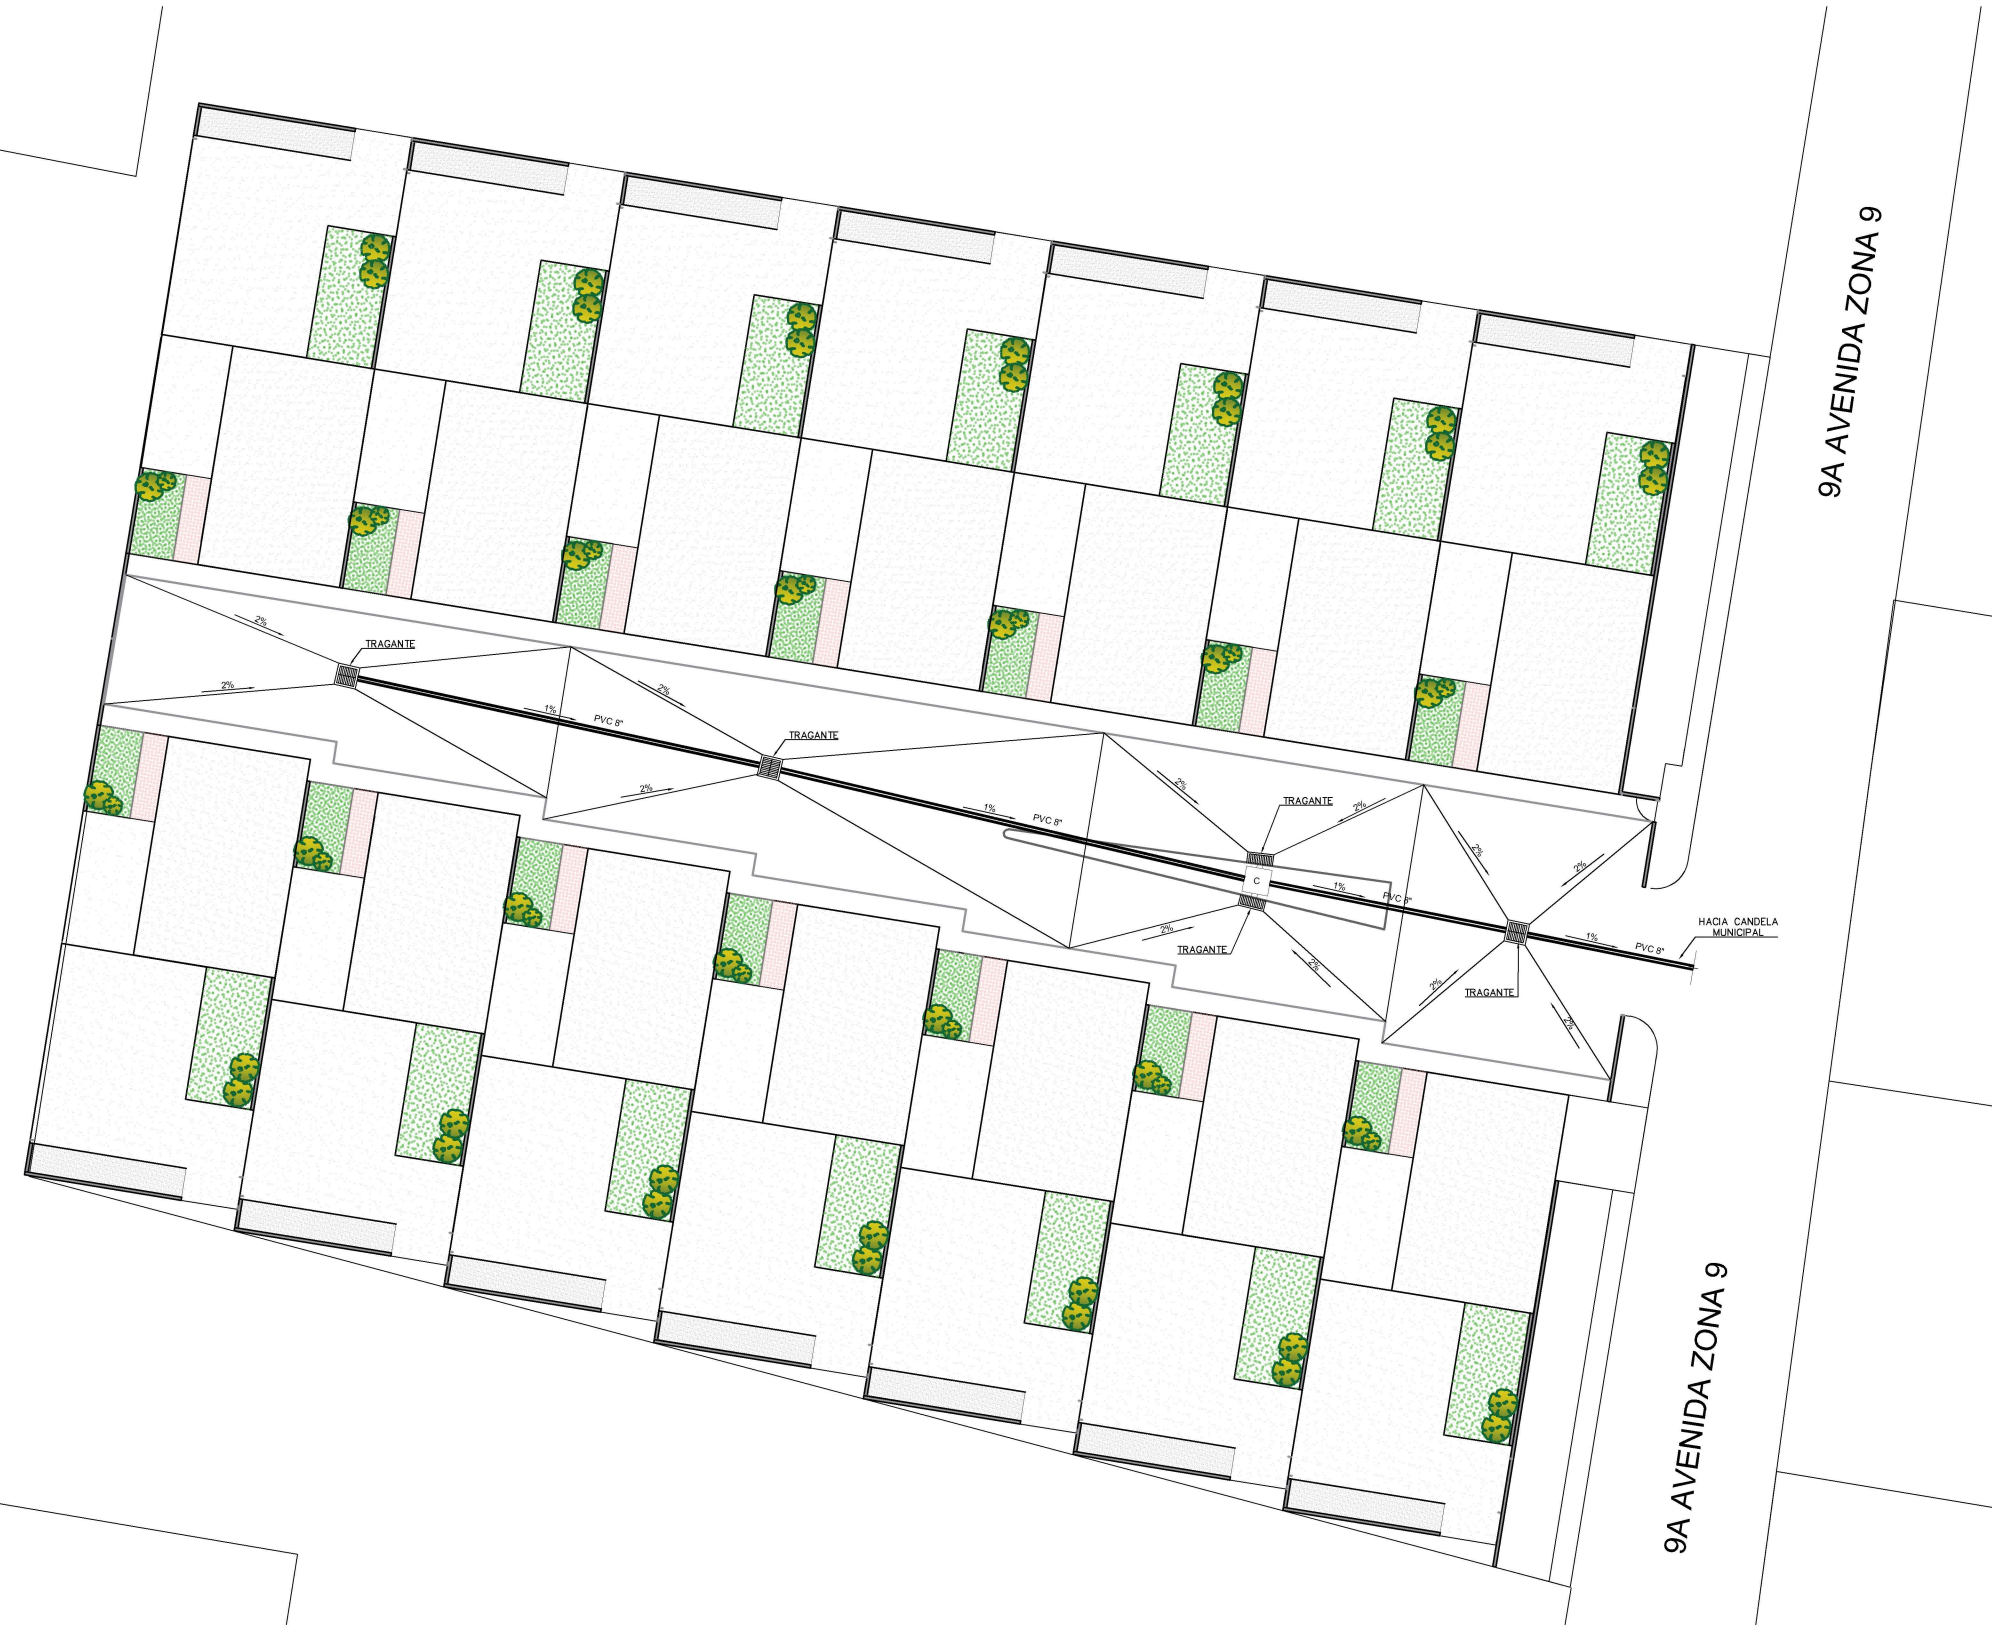 9A AVENIDA ZONA 9
2%
TRAGANTE
2%
2%
1%
PVC 8"
TRAGANTE
2%
2%
2%
TRAGANTE
1%
PVC 8"
2%
2%
C
1%
PVC 8"
2%
TRAGANTE
2%
HACIA CANDELA
MUNICIPAL
1%
PVC 8"
2%
TRAGANTE
2%
9A AVENIDA ZONA 9